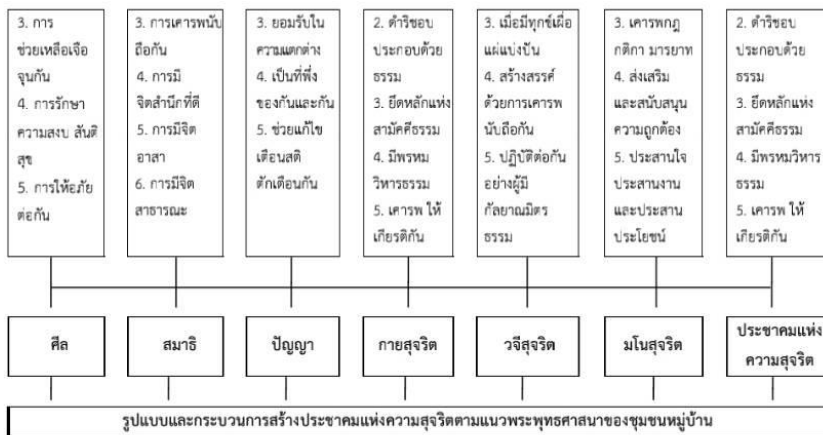 3. การ
ช่วยเหลือเจือ
จุนกัน
4. การรักษา
ความสงบ สันติ
สุข
5. การให้อภัย
ต่อกัน
3. การเคารพนับ
ถือกัน
4. การมี
จิตสำนึกที่ดี
5. การมีจิต
อาสา
6. การมีจิต
สาธารณะ
3. ยอมรับใน
ความแตกต่าง
4. เป็นที่พึ่ง
ของกันและกัน
5. ช่วยแก้ไข
เตือนสติ
ตักเตือนกัน
2. ดำริชอบ
ประกอบด้วย
ธรรม
3. ยึดหลักแห่ง
สามัคคีธรรม
4. มีพรหม
วิหารธรรม
5. เคารพ ให้
เกียรติกัน
3. เมื่อมีทุกข์เผื่อ
แผ่แบ่งปัน
4. สร้างสรรค์
ด้วยการเคารพ
นับถือกัน
5. ปฏิบัติต่อกัน
อย่างผู้มี
กัลยาณมิตร
ธรรม
3. เคารพกฎ
กติกา มารยาท
4. ส่งเสริม
และสนับสนุน
ความถูกต้อง
5. ประสานใจ
ประสานงาน
และประสาน
ประโยชน์
2. ดำริชอบ
ประกอบด้วย
ธรรม
3. ยึดหลักแห่ง
สามัคคีธรรม
4. มีพรหมวิหาร
ธรรม
5. เคารพ ให้
เกียรติกัน
ศีล
สมาธิ
ปัญญา
กายสุจริต
วจีสุจริต
มโนสุจริต
ประชาคมแห่ง
ความสุจริต
รูปแบบและกระบวนการสร้างประชาคมแห่งความสุจริตตามแนวพระพุทธศาสนาของชุมชนหมู่บ้าน